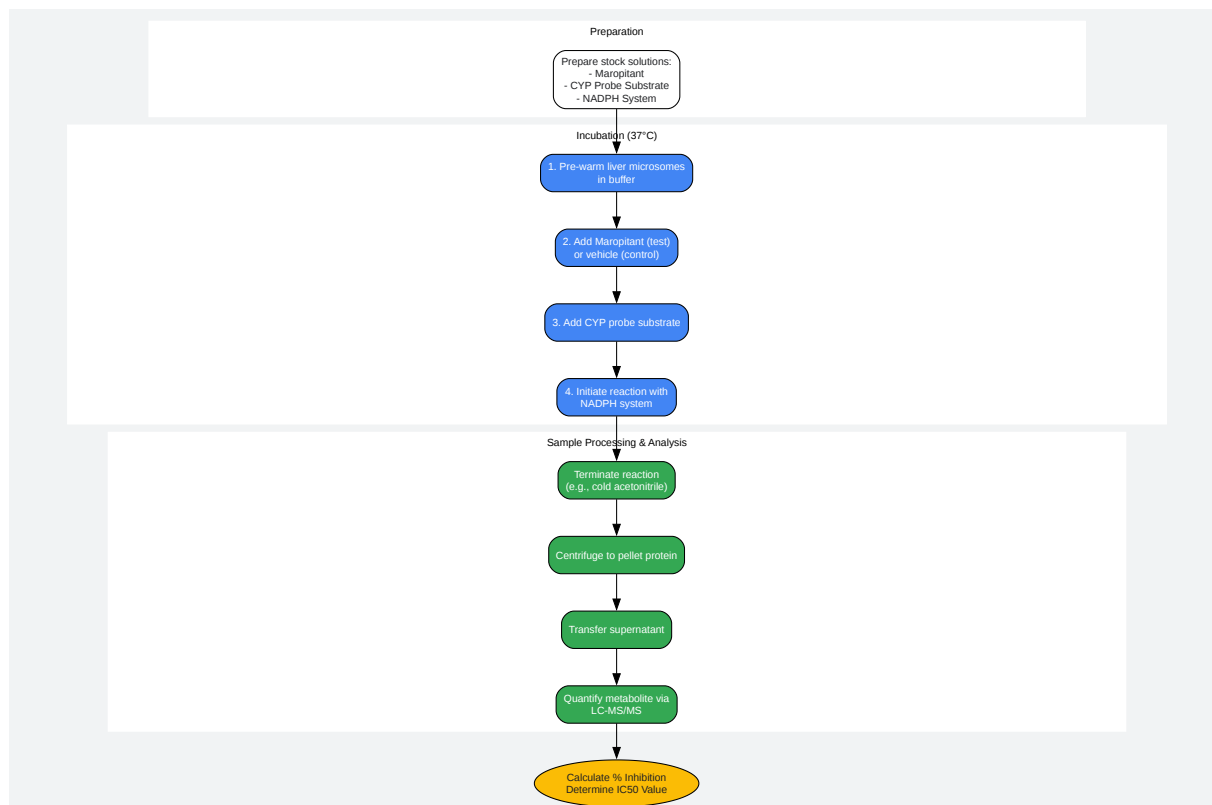 Preparation
Prepare stock solutions:
- Maropitant
- CYP Probe Substrate
- NADPH System
Incubation (37°C)
1. Pre-warm liver microsomes
in buffer
2. Add Maropitant (test)
or vehicle (control)
3. Add CYP probe substrate
4. Initiate reaction with
NADPH system
Sample Processing & Analysis
Terminate reaction
(e.g., cold acetonitrile)
Centrifuge to pellet protein
Transfer supernatant
Quantify metabolite via
LC-MS/MS
Calculate % Inhibition
Determine IC50 Value